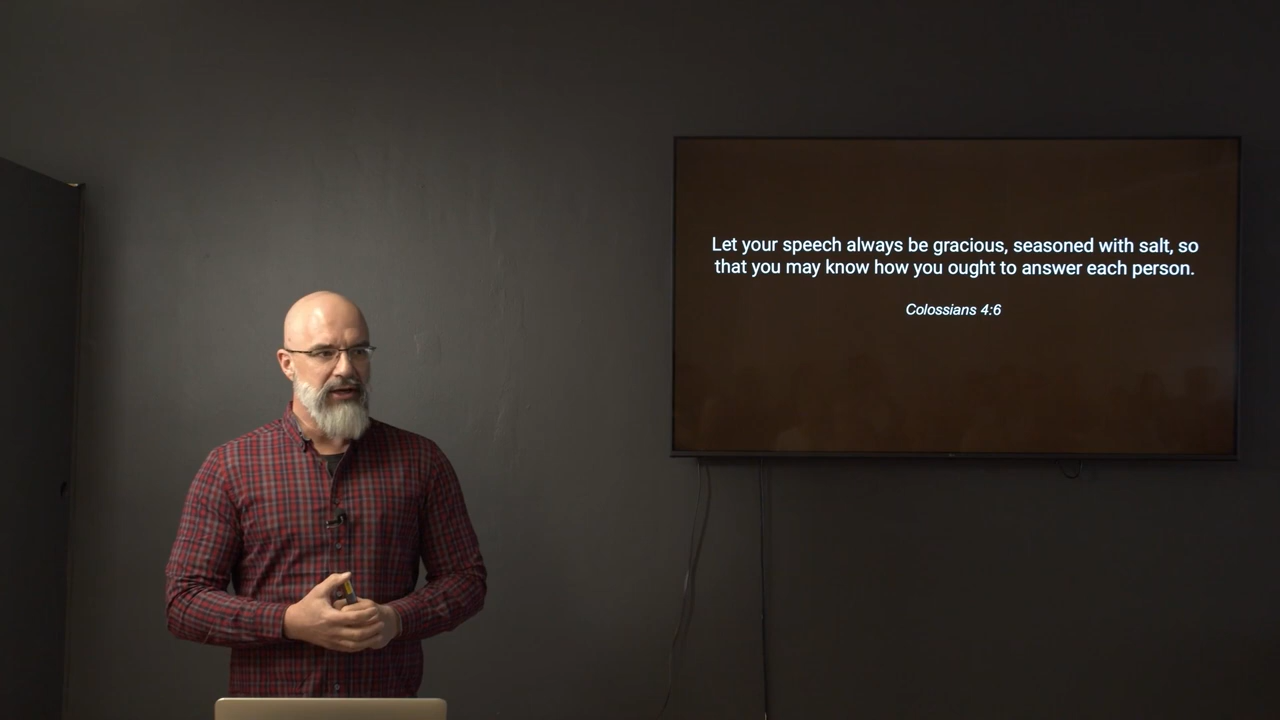 Let your speech always be gracious, seasoned with salt, so
that you may know how you ought to answer each person.
Colossians 4:6